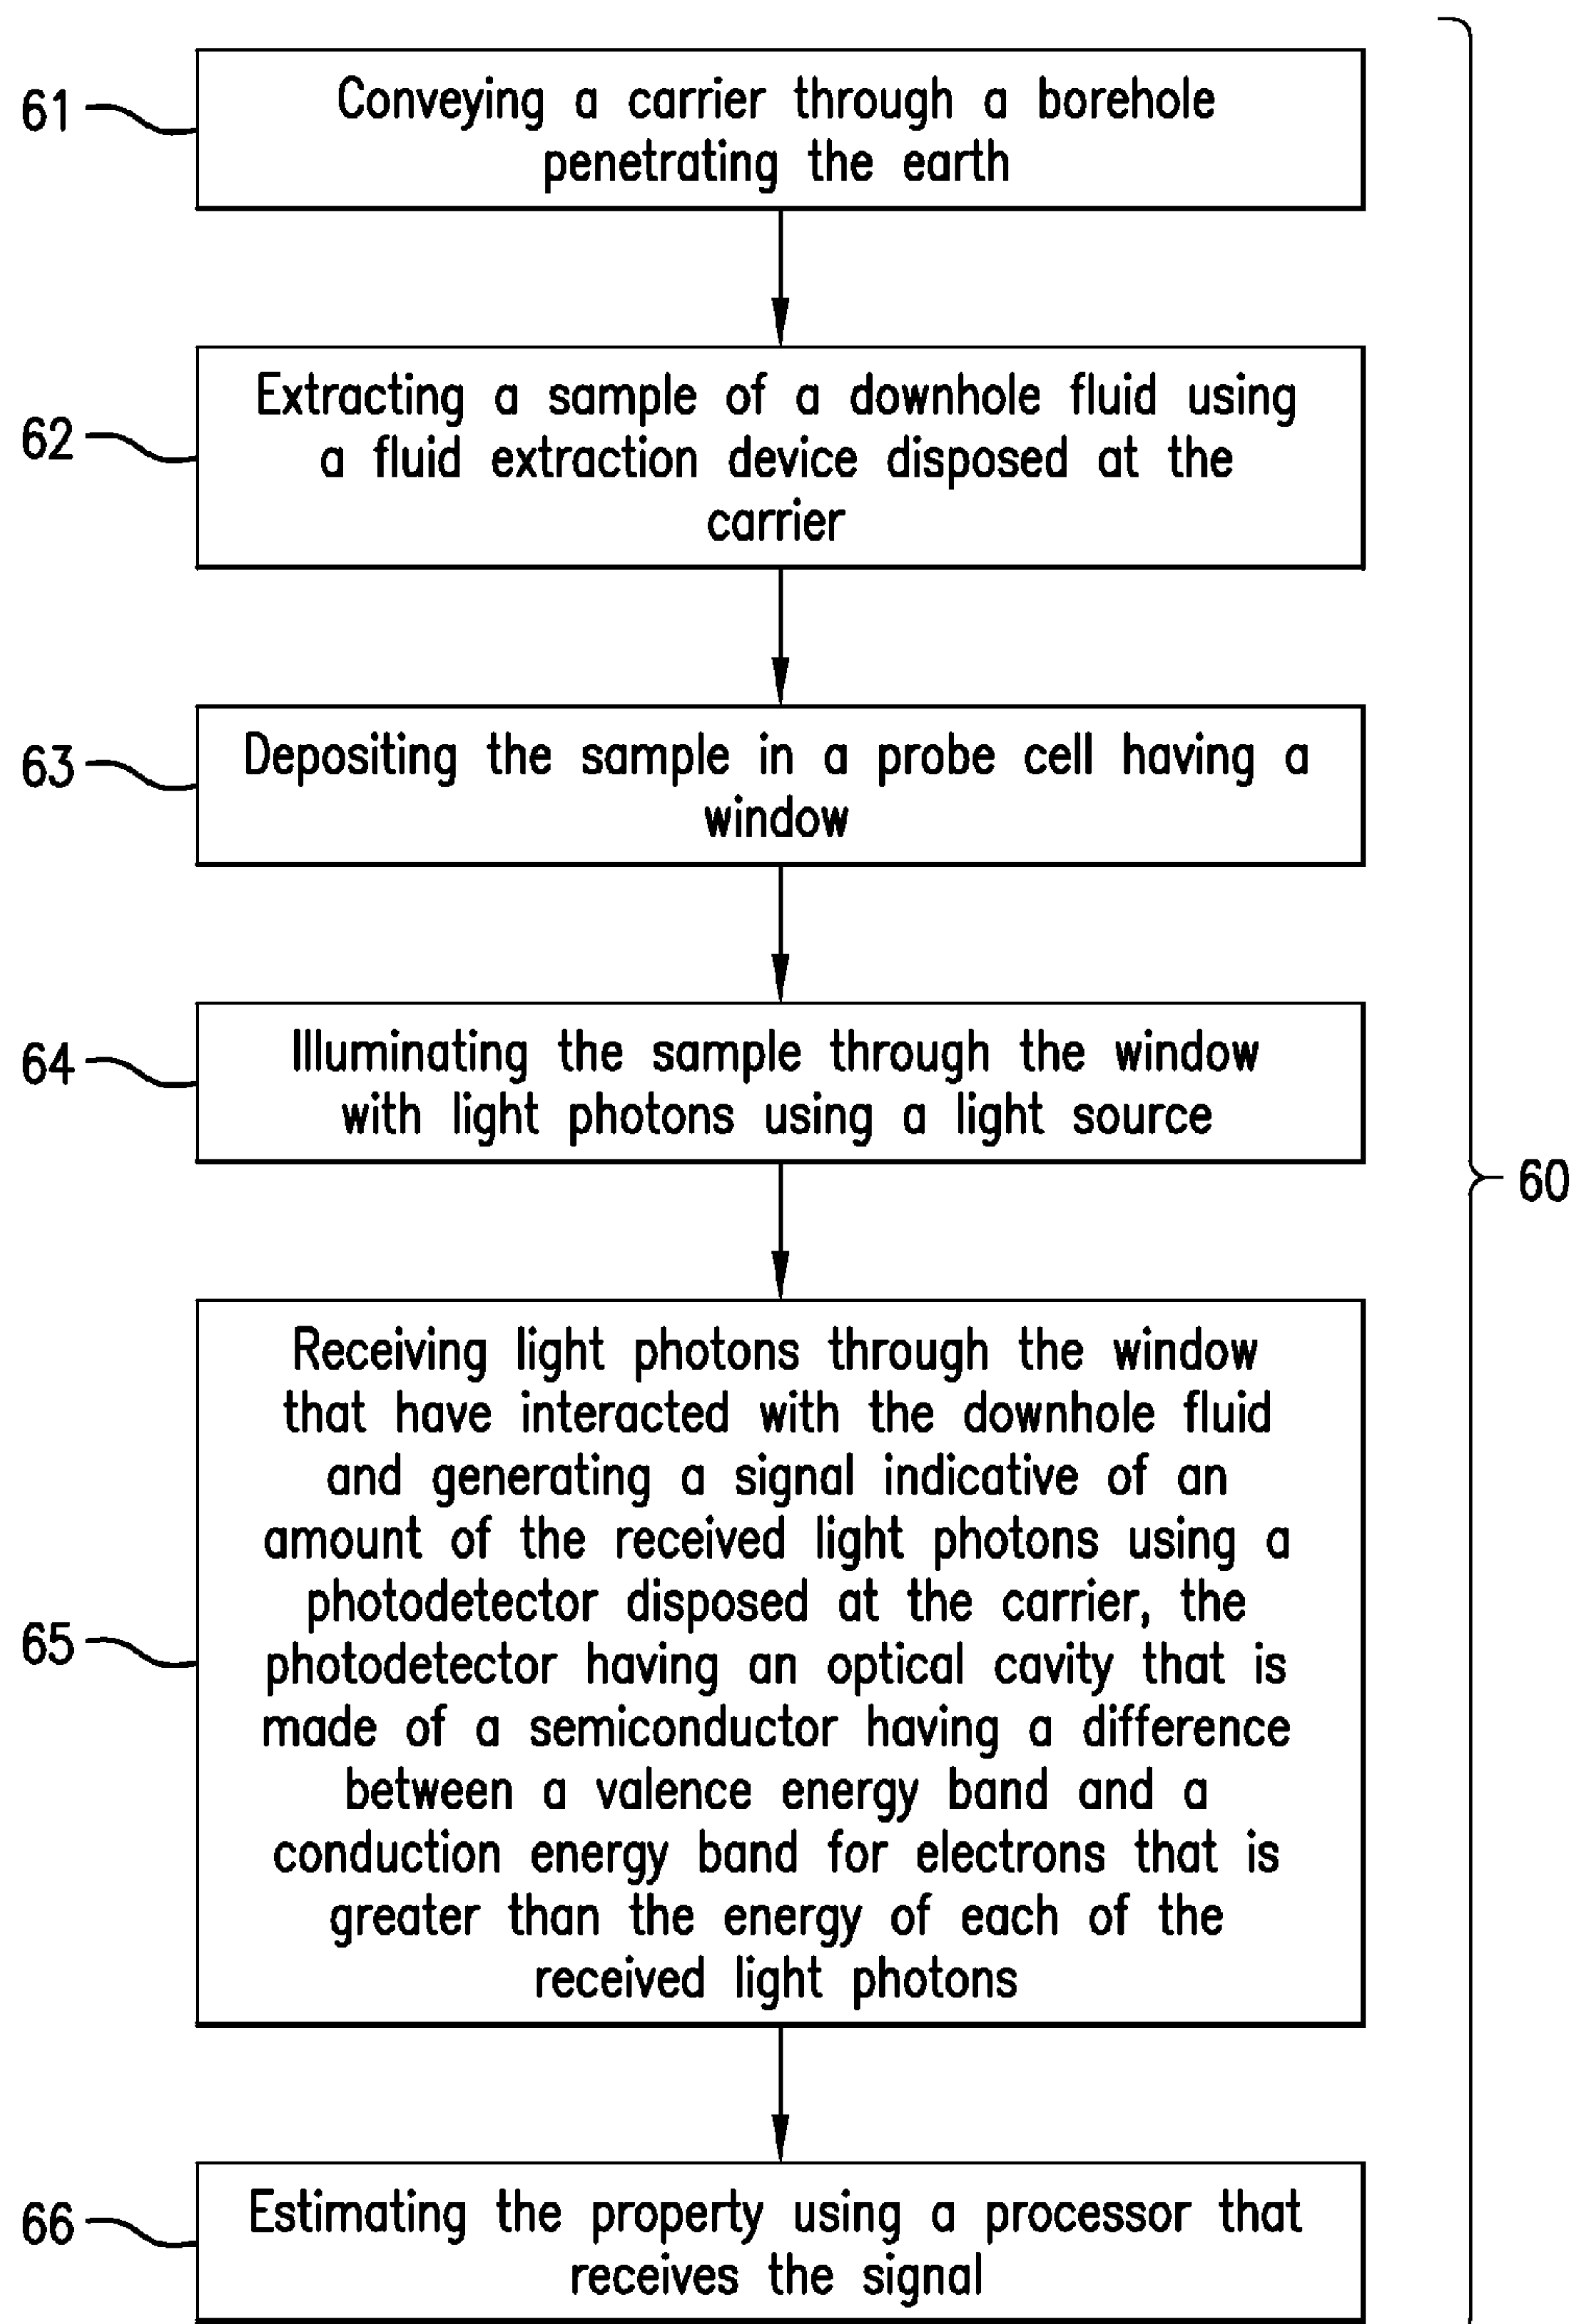 61
Conveying a carrier through a borehole
penetrating the earth
62
Extracting a sample of a downhole fluid using
a fluid extraction device disposed at the
carrier
63
Depositing the sample in a probe cell having a
window
64
Illuminating the sample through the window
with light photons using a light source
60
65
Receiving light photons through the window
that have interacted with the downhole fluid
and generating a signal indicative of an
amount of the received light photons using a
photodetector disposed at the carrier, the
photodetector having an optical cavity that is
made of a semiconductor having a difference
between a valence energy band and a
conduction energy band for electrons that is
greater than the energy of each of the
received light photons
66
Estimating the property using a processor that
receives the signal